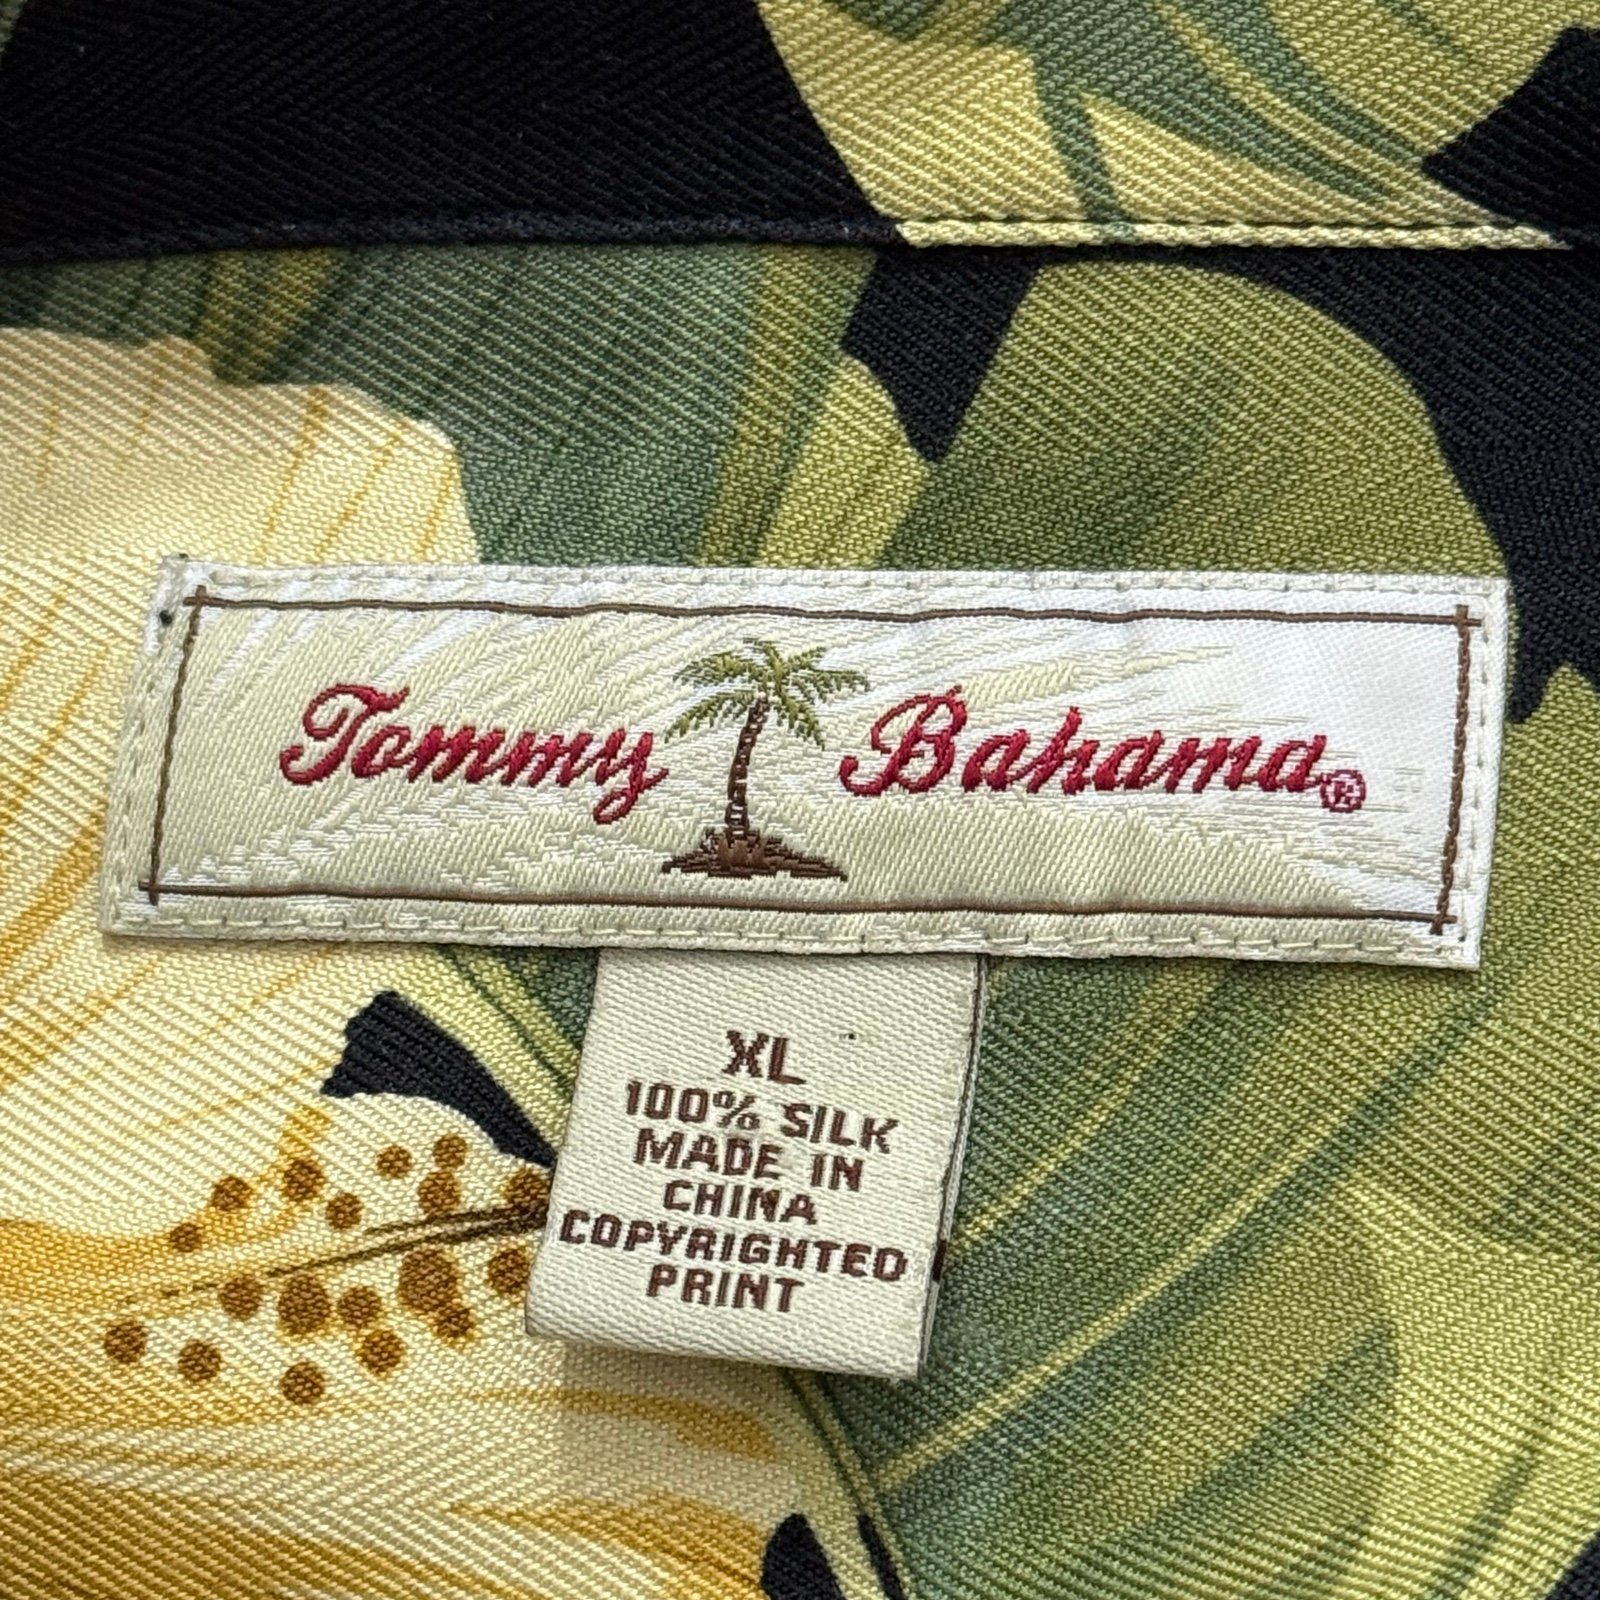 Tommy Bahama®
XL
100% SILK
MADE IN
CHINA
COPYRIGHTED
PRINT